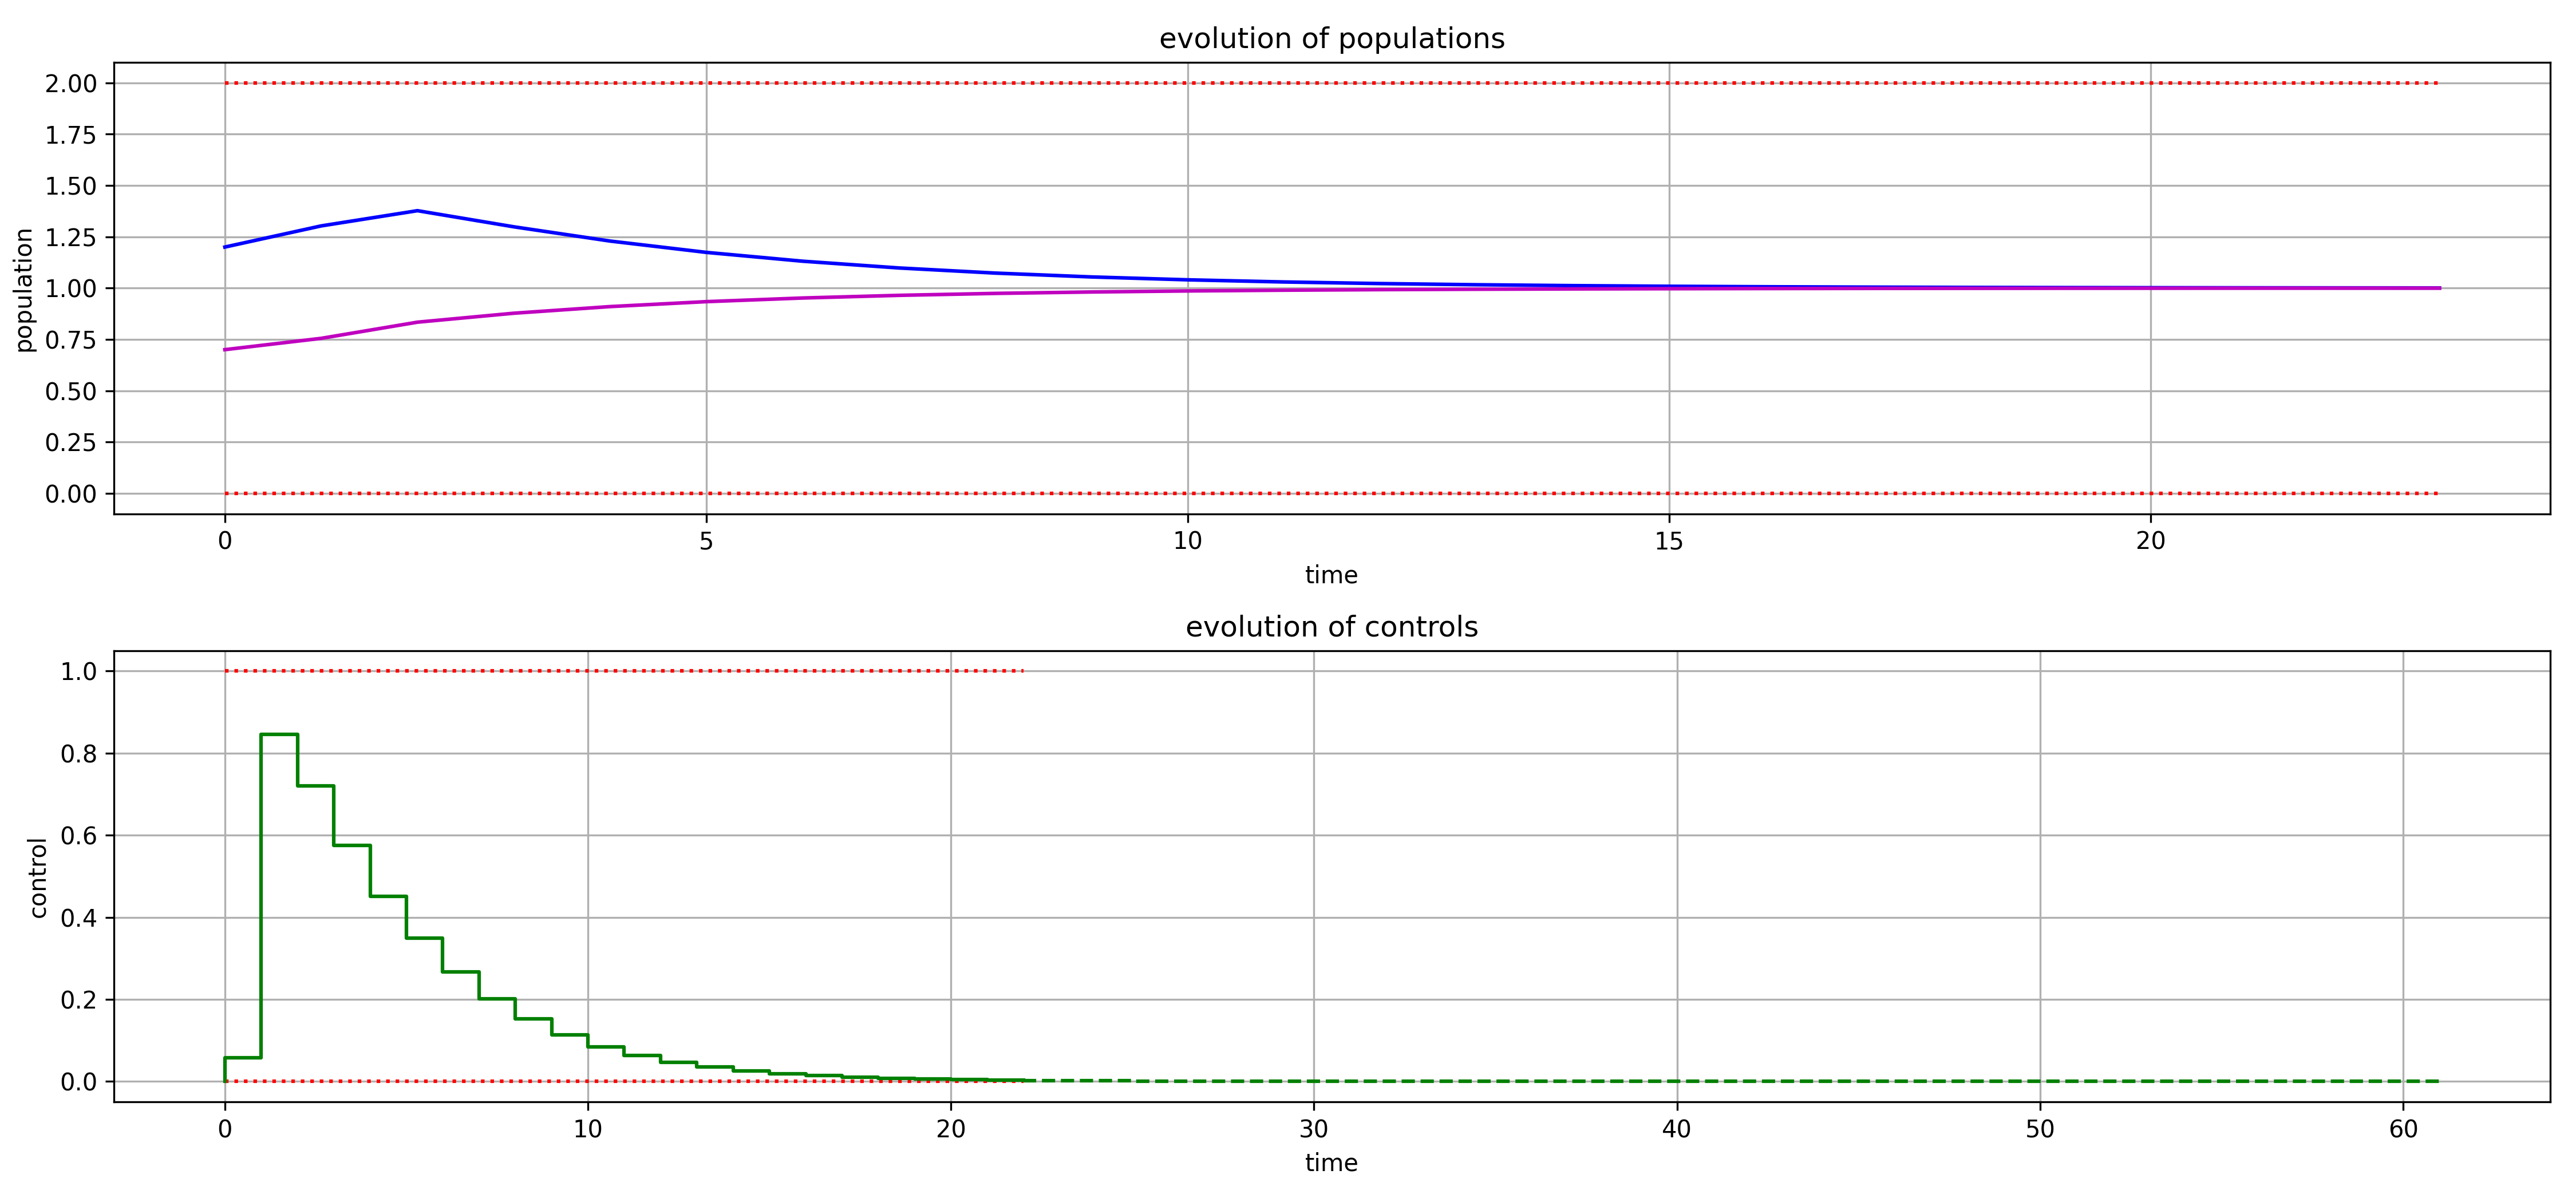 evolution of populations
population
2.00
1.75
1.50
1.25
1.00
0.75
0.50
0.25
0.00
0 5 10 15 20
time
evolution of controls
control
1.0
0.8
0.6
0.4
0.2
0.0
0 10 20 30 40 50 60
time